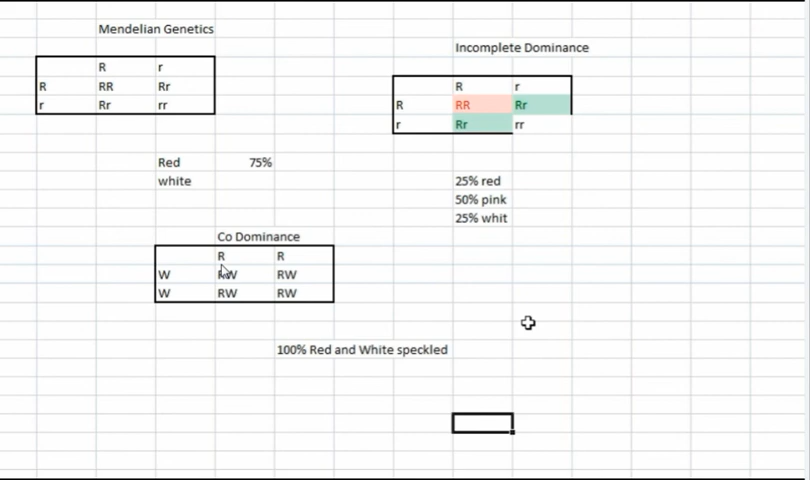 Mendelian Genetics
R r
R RR Rr
r Rr rr
Red 75%
white
Incomplete Dominance
R r
R RR Rr
r Rr rr
25% red
50% pink
25% whit
Co Dominance
R R
W RW RW
W RW RW
100% Red and White speckled